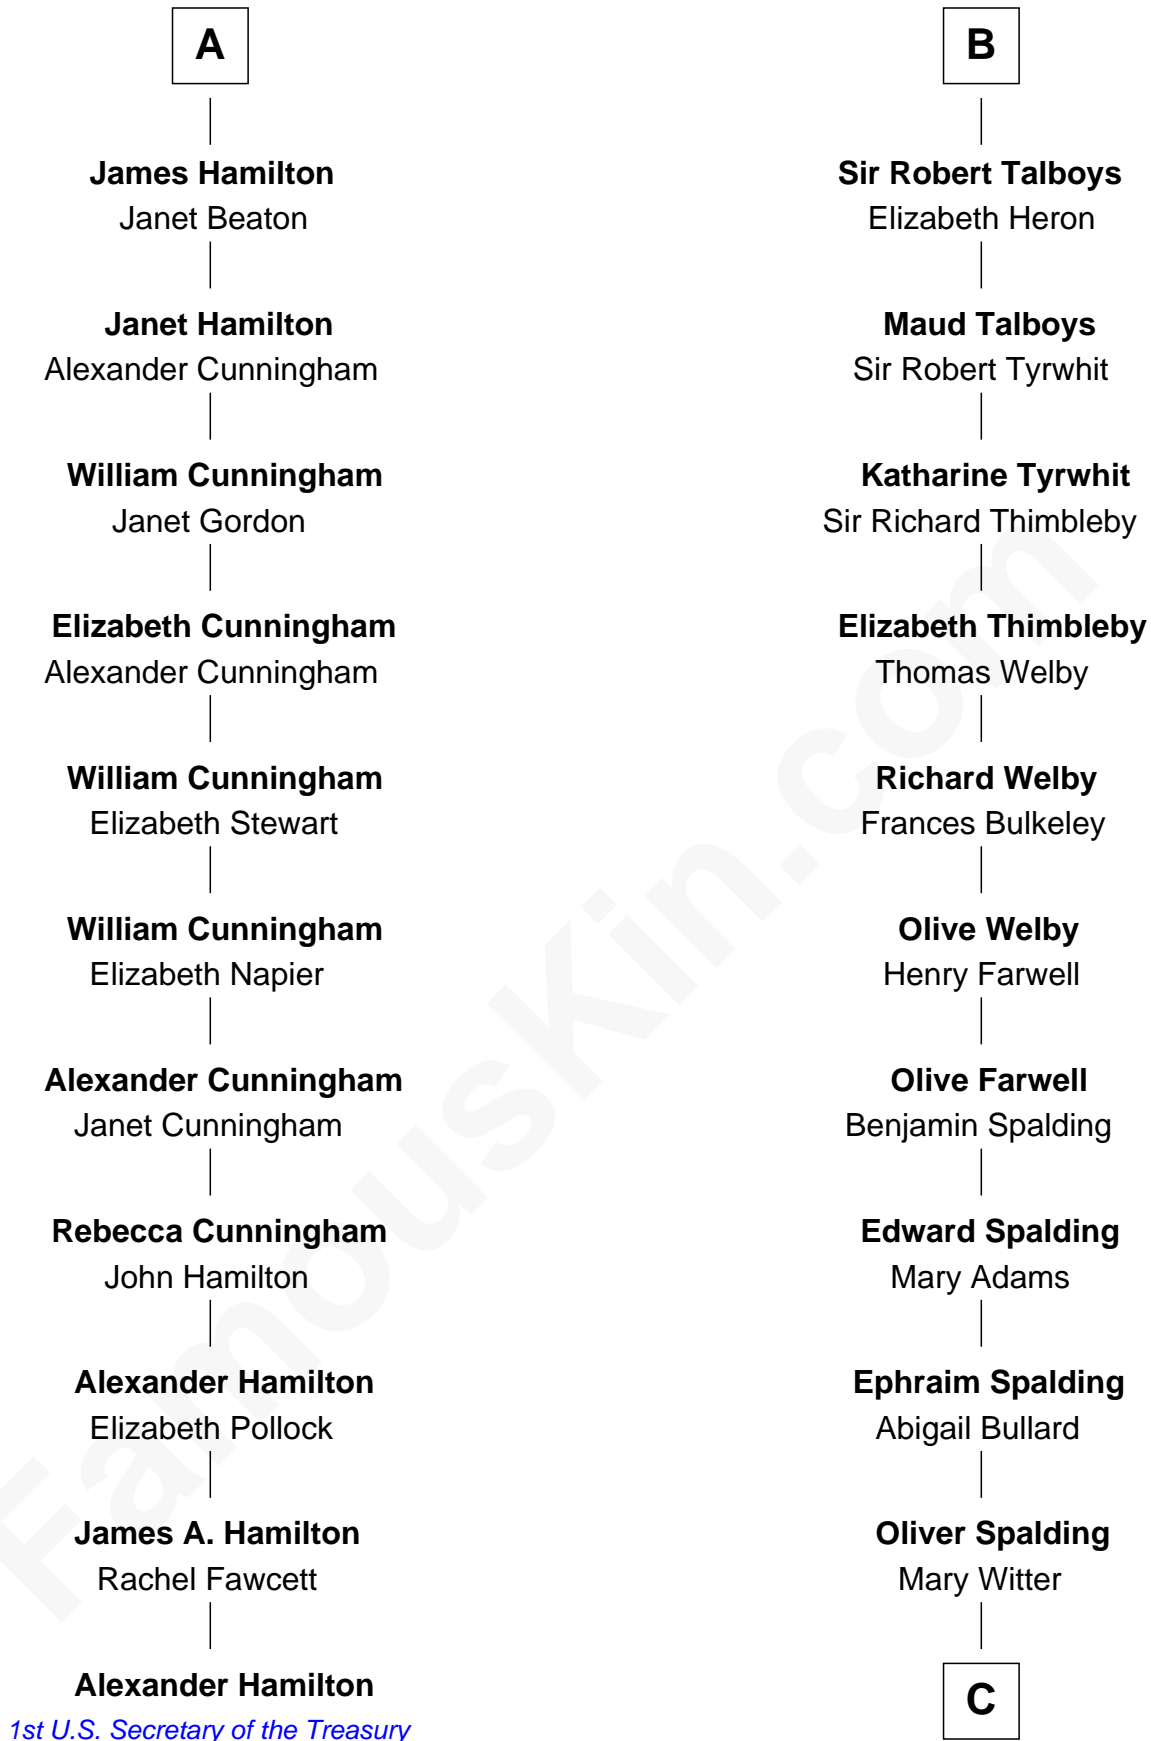 A
James Hamilton
Janet Beaton
Janet Hamilton
Alexander Cunningham
William Cunningham
Janet Gordon
Elizabeth Cunningham
Alexander Cunningham
William Cunningham
Elizabeth Stewart
William Cunningham
Elizabeth Napier
Alexander Cunningham
Janet Cunningham
Rebecca Cunningham
John Hamilton
Alexander Hamilton
Elizabeth Pollock
James A. Hamilton
Rachel Fawcett
Alexander Hamilton
1st U.S. Secretary of the Treasury
B
Sir Robert Talboys
Elizabeth Heron
Maud Talboys
Sir Robert Tyrwhit
Katharine Tyrwhit
Sir Richard Thimbleby
Elizabeth Thimbleby
Thomas Welby
Richard Welby
Frances Bulkeley
Olive Welby
Henry Farwell
Olive Farwell
Benjamin Spalding
Edward Spalding
Mary Adams
Ephraim Spalding
Abigail Bullard
Oliver Spalding
Mary Witter
C
FamousKin.com